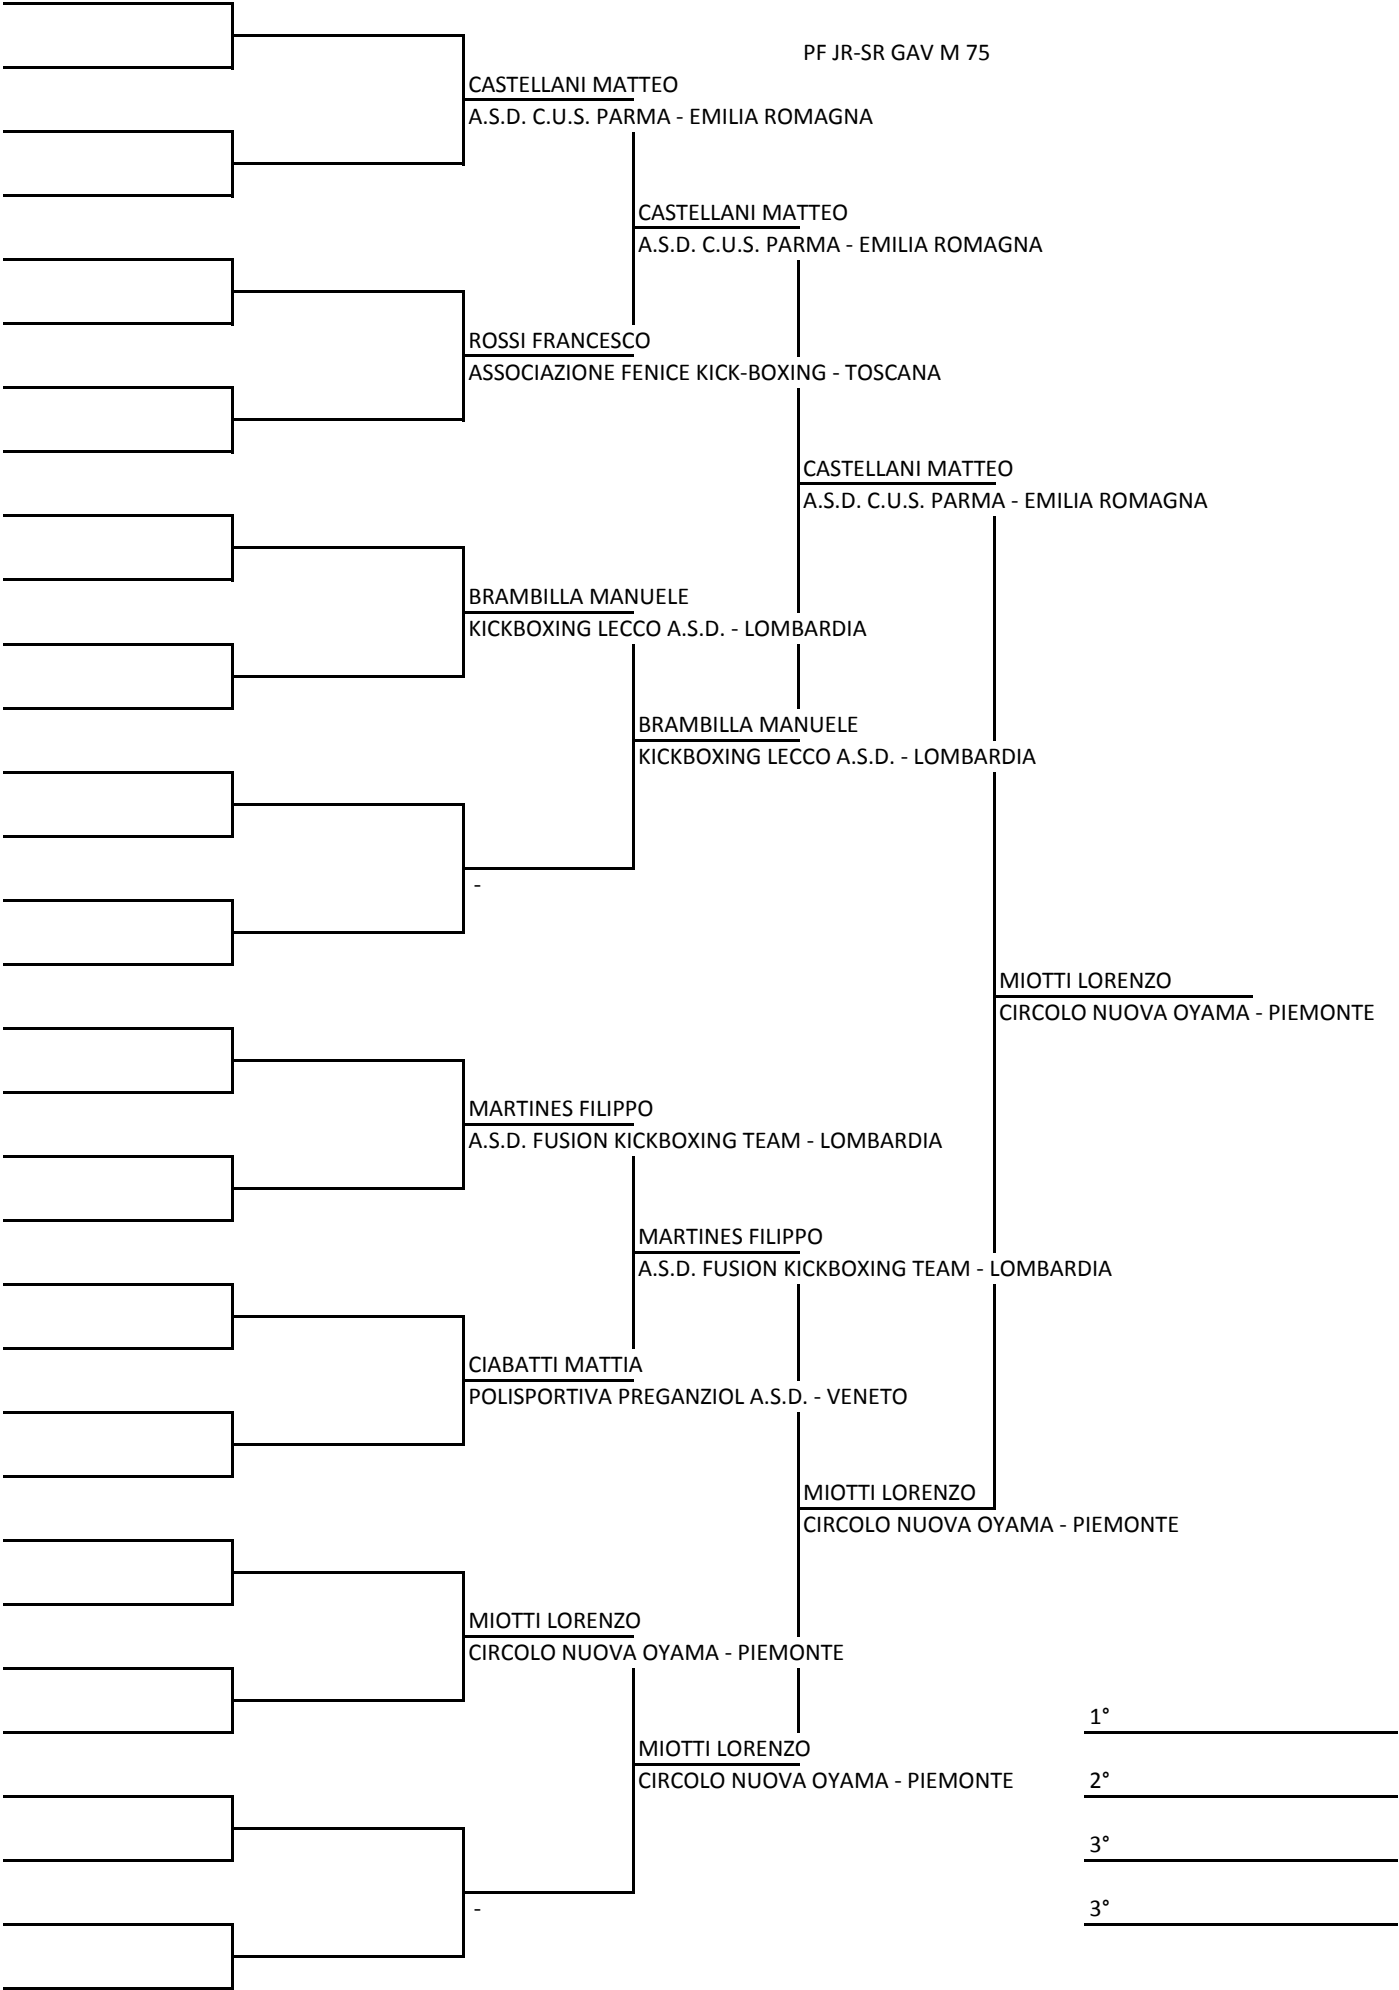 PF JR-SR GAV M 75
CASTELLANI MATTEO
A.S.D. C.U.S. PARMA - EMILIA ROMAGNA
CASTELLANI MATTEO
A.S.D. C.U.S. PARMA - EMILIA ROMAGNA
ROSSI FRANCESCO
ASSOCIAZIONE FENICE KICK-BOXING - TOSCANA
CASTELLANI MATTEO
A.S.D. C.U.S. PARMA - EMILIA ROMAGNA
BRAMBILLA MANUELE
KICKBOXING LECCO A.S.D. - LOMBARDIA
BRAMBILLA MANUELE
KICKBOXING LECCO A.S.D. - LOMBARDIA
-
MIOTTI LORENZO
CIRCOLO NUOVA OYAMA - PIEMONTE
MARTINES FILIPPO
A.S.D. FUSION KICKBOXING TEAM - LOMBARDIA
MARTINES FILIPPO
A.S.D. FUSION KICKBOXING TEAM - LOMBARDIA
CIABATTI MATTIA
POLISPORTIVA PREGANZIOL A.S.D. - VENETO
MIOTTI LORENZO
CIRCOLO NUOVA OYAMA - PIEMONTE
MIOTTI LORENZO
CIRCOLO NUOVA OYAMA - PIEMONTE
1°
MIOTTI LORENZO
CIRCOLO NUOVA OYAMA - PIEMONTE
2°
3°
-
3°